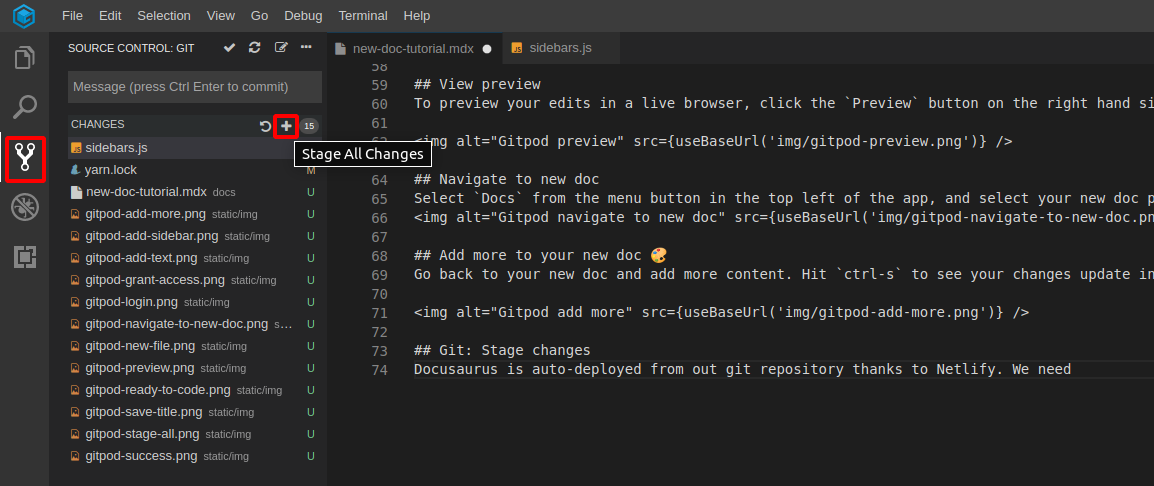 File Edit Selection View Go Debug Terminal Help
SOURCE CONTROL: GIT
new-doc-tutorial.mdx
sidebars.js
Message (press Ctrl Enter to commit)
CHANGES 15
Stage All Changes
sidebars.js
yarn.lock M
new-doc-tutorial.mdx docs U
gitpod-add-more.png static/img U
gitpod-add-sidebar.png static/img U
gitpod-add-text.png static/img U
gitpod-grant-access.png static/img U
gitpod-login.png static/img U
gitpod-navigate-to-new-doc.png s... U
gitpod-new-file.png static/img U
gitpod-preview.png static/img U
gitpod-ready-to-code.png static/img U
gitpod-save-title.png static/img U
gitpod-stage-all.png static/img U
gitpod-success.png static/img U
58
59 ## View preview
60 To preview your edits in a live browser, click the `Preview` button on the right hand si
61
62 <img alt="Gitpod preview" src={useBaseUrl('img/gitpod-preview.png')} />
64 ## Navigate to new doc
65 Select `Docs` from the menu button in the top left of the app, and select your new doc p
66 <img alt="Gitpod navigate to new doc" src={useBaseUrl('img/gitpod-navigate-to-new-doc.pn
67
68 ## Add more to your new doc 🎨
69 Go back to your new doc and add more content. Hit `ctrl-s` to see your changes update in
70
71 <img alt="Gitpod add more" src={useBaseUrl('img/gitpod-add-more.png')} />
72
73 ## Git: Stage changes
74 Docusaurus is auto-deployed from out git repository thanks to Netlify. We need